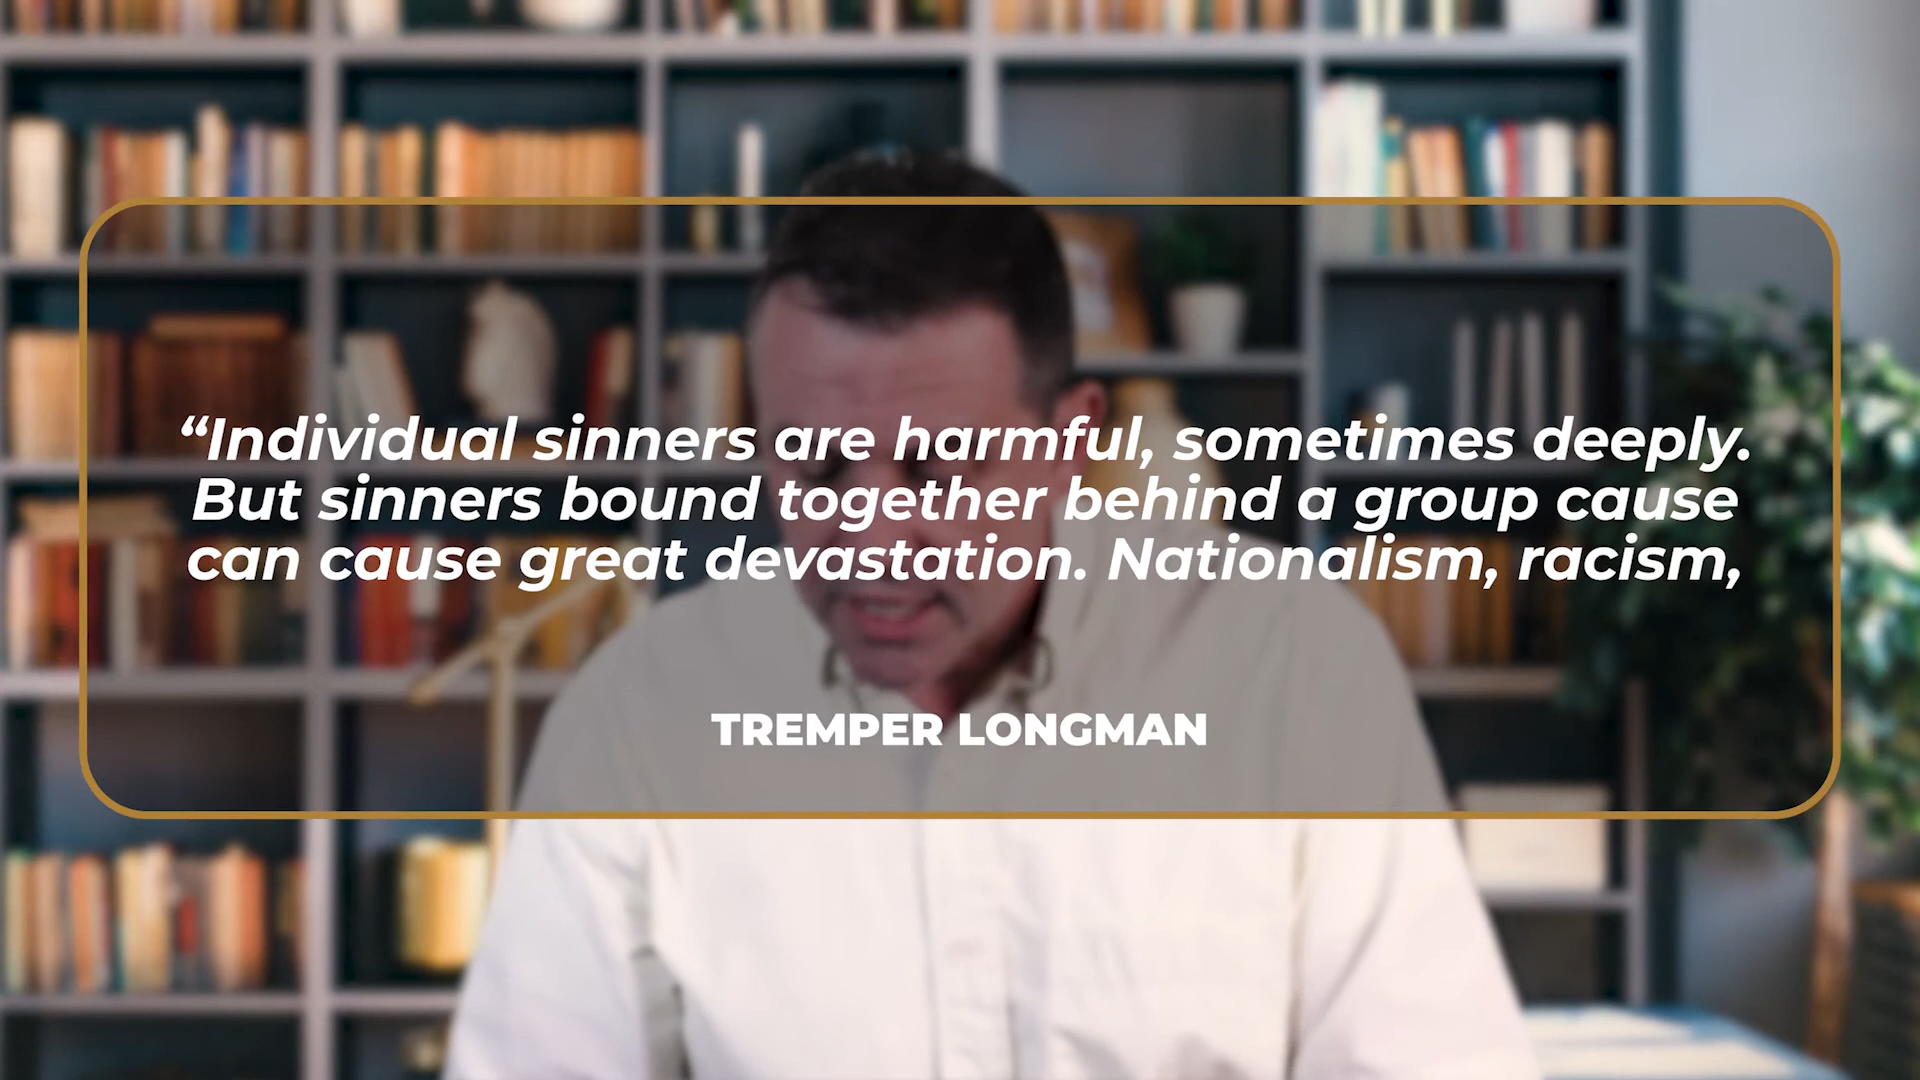 “Individual sinners are harmful, sometimes deeply.
But sinners bound together behind a group cause
can cause great devastation. Nationalism, racism,
TREMPER LONGMAN